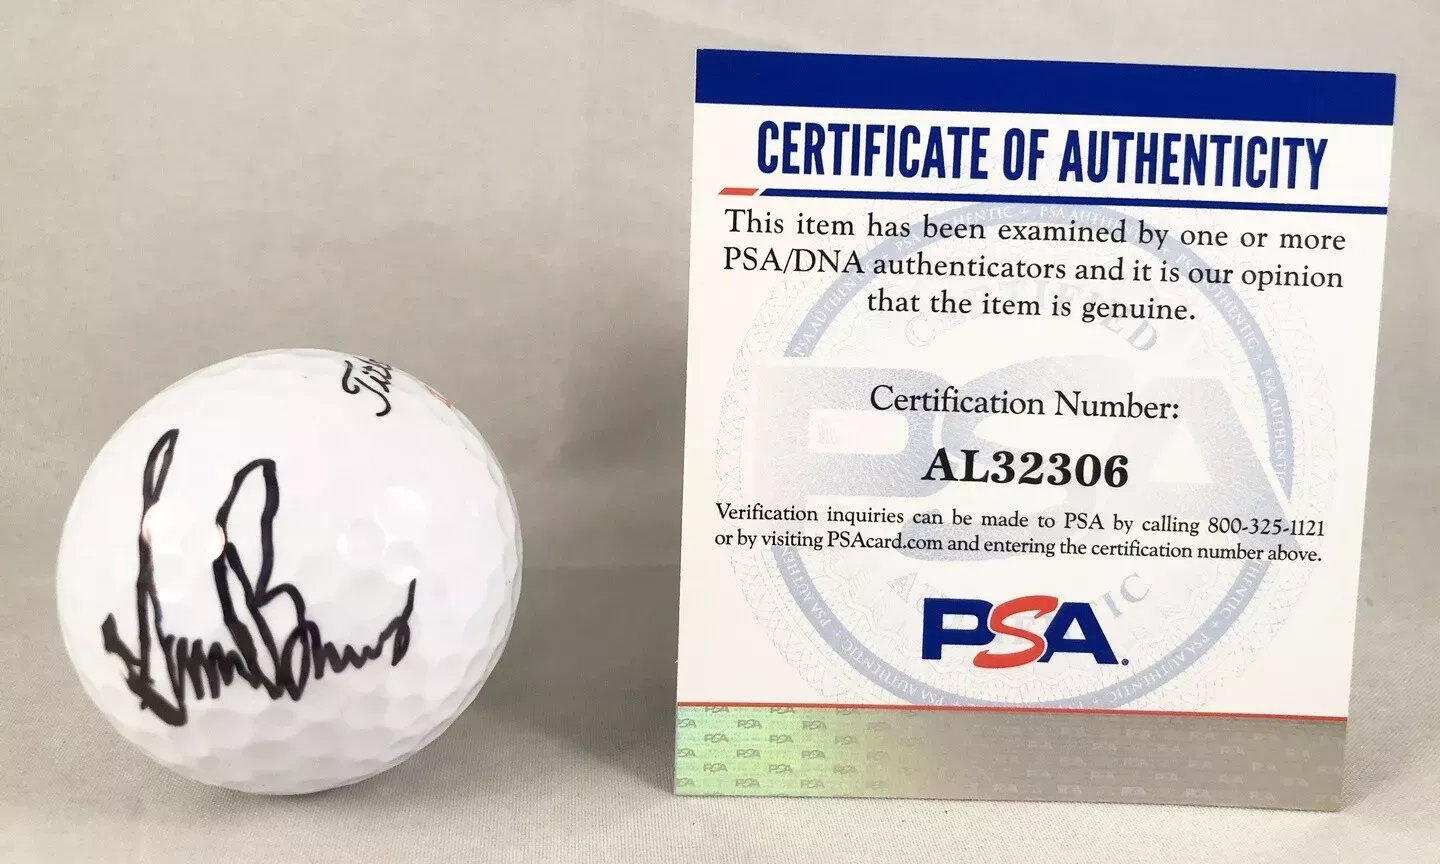 CERTIFICATE OF AUTHENTICITY
This item has been examined by one or more
PSA/DNA authenticators and it is our opinion
that the item is genuine.
Certification Number:
AL32306
Verification inquiries can be made to PSA by calling 800-325-1121
or by visiting PSAcard.com and entering the certification number above.
PSA